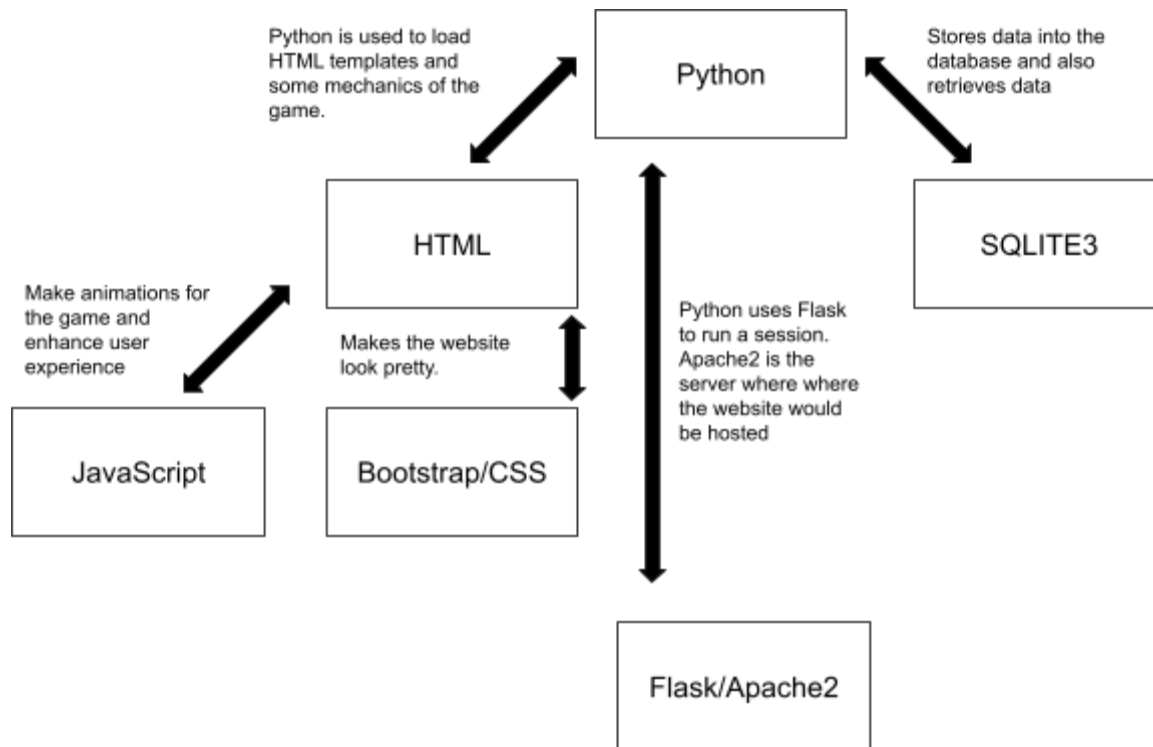 Python is used to load
HTML templates and
some mechanics of the
game.
Python
Stores data into the
database and also
retrieves data
HTML
SQLITE3
Make animations for
the game and
enhance user
experience
Makes the website
look pretty.
Python uses Flask
to run a session.
Apache2 is the
server where where
the website would
be hosted
JavaScript
Bootstrap/CSS
Flask/Apache2